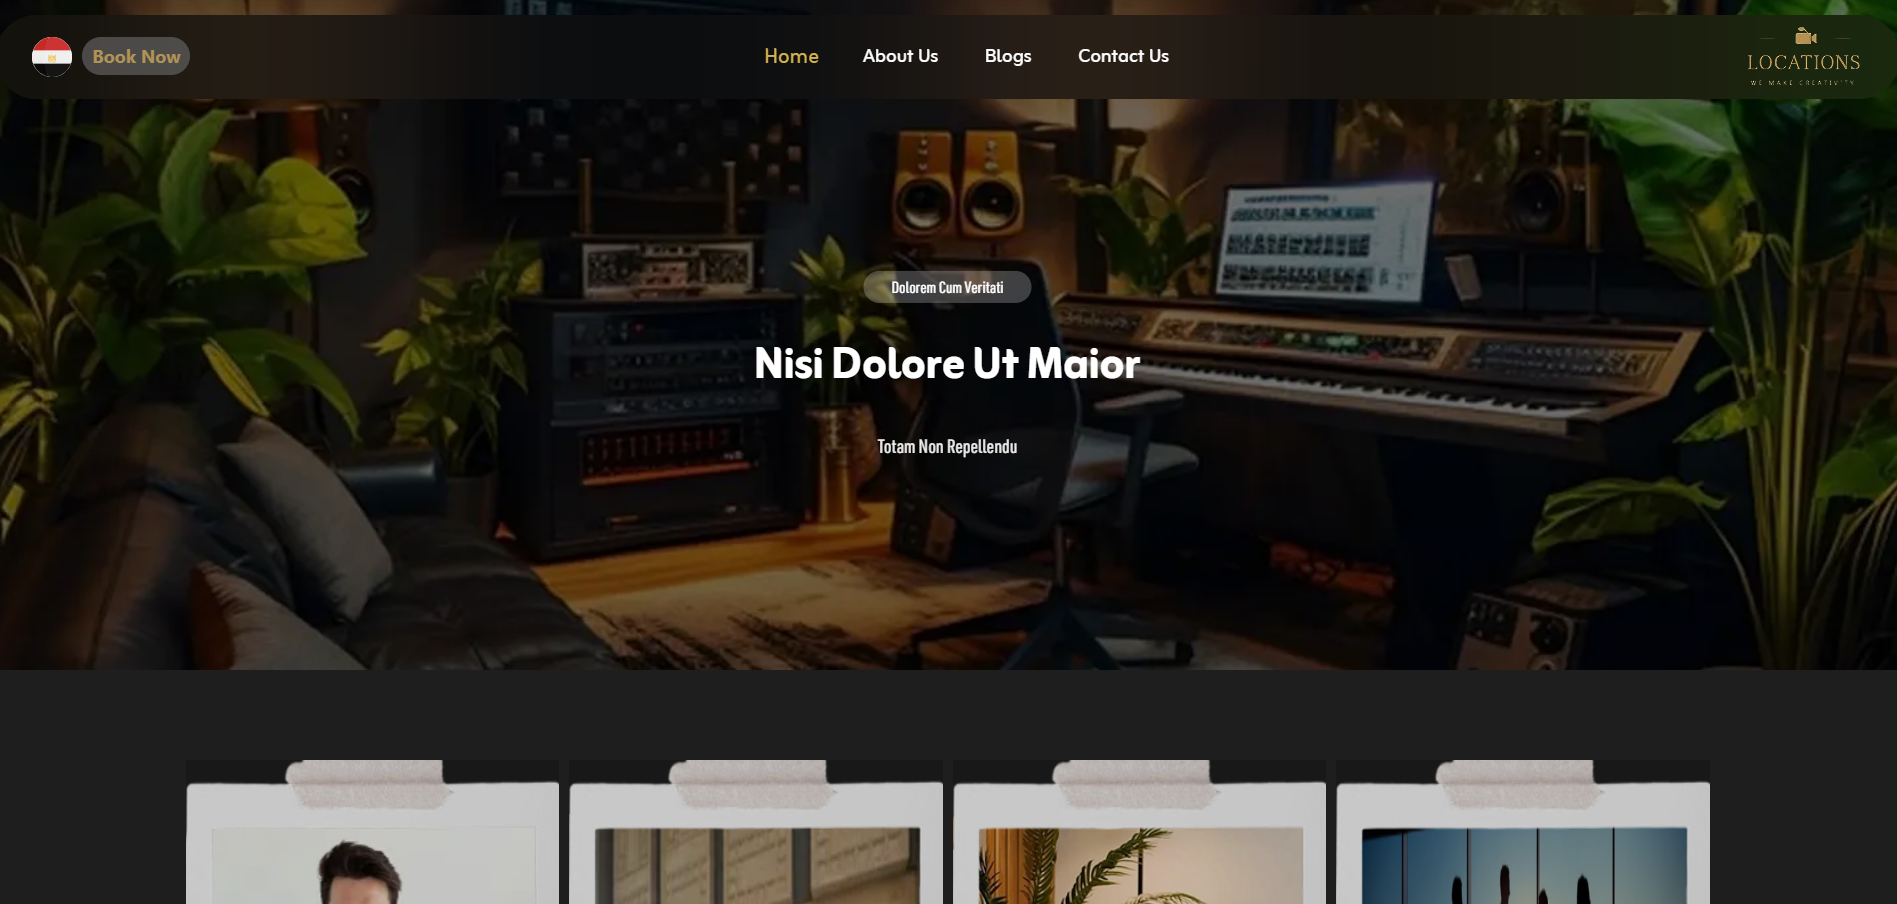 Book Now
Home
About Us
Blogs
Contact Us
LOCATIONS
WE MAKE CREATIVITY
Dolorem Cum Veritati
Nisi Dolore Ut Maior
Totam Non Repellendu